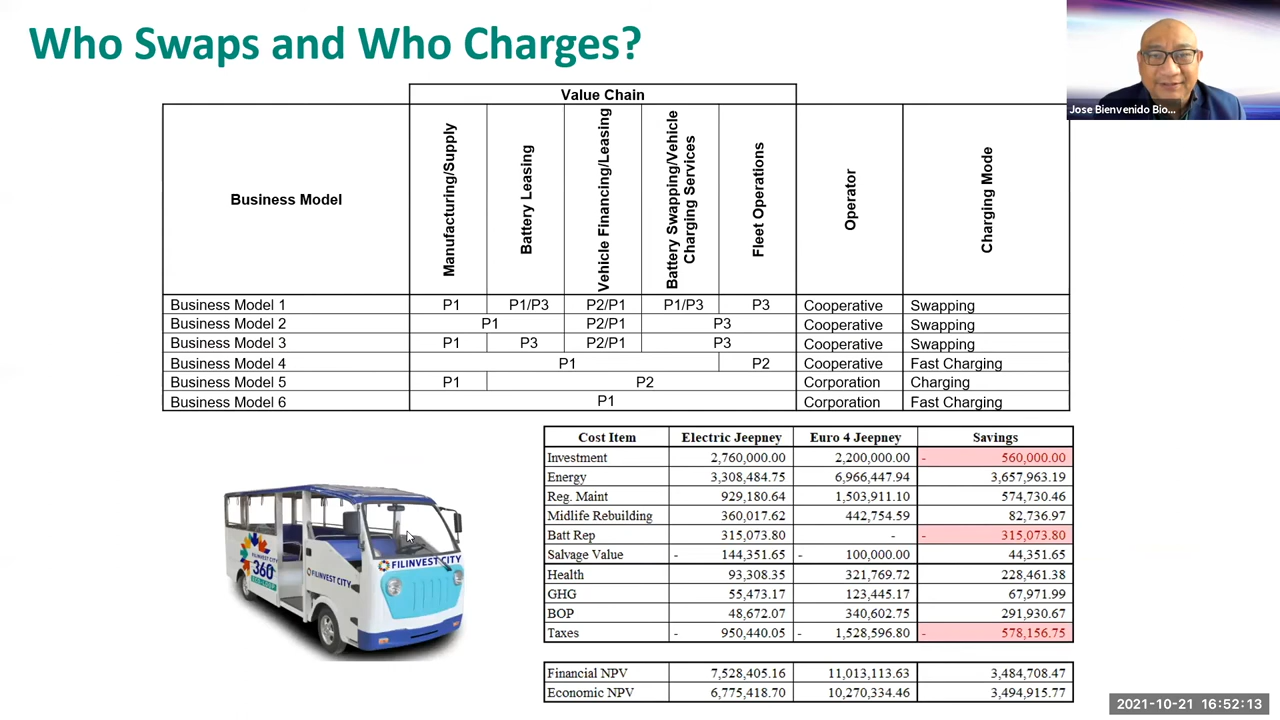 Who Swaps and Who Charges?
Jose Bienvenido Bio...
Value Chain
Business Model
Manufacturing/Supply
Battery Leasing
Vehicle Financing/Leasing
Battery Swapping/Vehicle
Charging Services
Fleet Operations
Operator
Charging Mode
Business Model 1 P1 P1/P3 P2/P1 P1/P3 P3 Cooperative Swapping
Business Model 2 P1 P2/P1 P3 Cooperative Swapping
Business Model 3 P1 P3 P2/P1 P3 Cooperative Swapping
Business Model 4 P1 P2 Cooperative Fast Charging
Business Model 5 P1 P2 Corporation Charging
Business Model 6 P1 Corporation Fast Charging
Cost Item Electric Jeepney Euro 4 Jeepney Savings
Investment 2,760,000.00 2,200,000.00 - 560,000.00
Energy 3,308,484.75 6,966,447.94 3,657,963.19
Reg. Maint 929,180.64 1,503,911.10 574,730.46
Midlife Rebuilding 360,017.62 442,754.59 82,736.97
Batt Rep 315,073.80 - - 315,073.80
Salvage Value - 144,351.65 - 100,000.00 44,351.65
Health 93,308.35 321,769.72 228,461.38
GHG 55,473.17 123,445.17 67,971.99
BOP 48,672.07 340,602.75 291,930.67
Taxes - 950,440.05 - 1,528,596.80 - 578,156.75
Financial NPV 7,528,405.16 11,013,113.63 3,484,708.47
Economic NPV 6,775,418.70 10,270,334.46 3,494,915.77
FILINVEST CITY
360
ECO-LOOP
FILINVEST CITY
FILINVEST CITY
2021-10-21 16:52:13